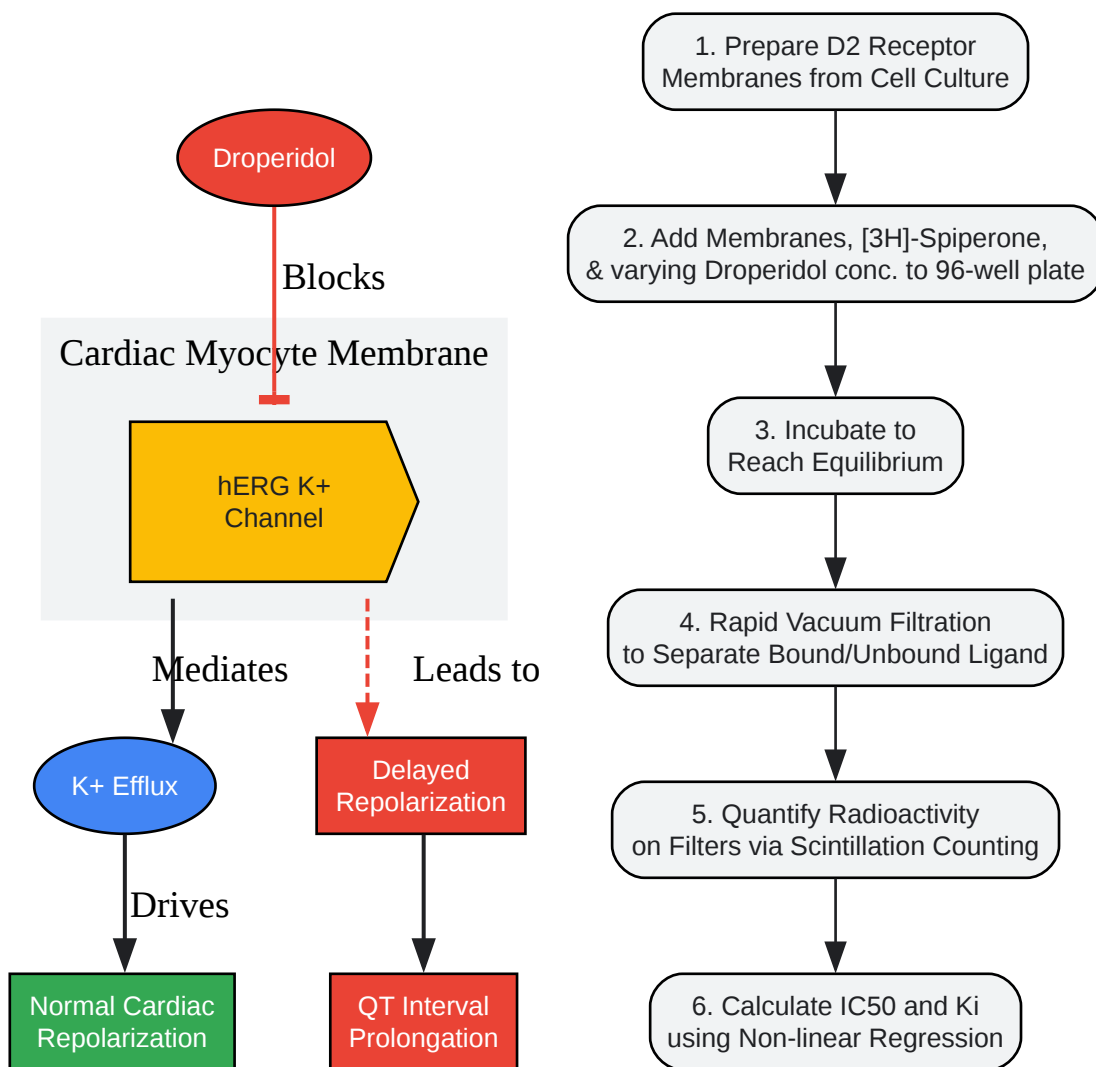 Droperidol
Blocks
Cardiac Myocyte Membrane
hERG K+
Channel
Mediates
Leads to
K+ Efflux
Delayed
Repolarization
Drives
Normal Cardiac
Repolarization
QT Interval
Prolongation
1. Prepare D2 Receptor
Membranes from Cell Culture
2. Add Membranes, [3H]-Spiperone,
& varying Droperidol conc. to 96-well plate
3. Incubate to
Reach Equilibrium
4. Rapid Vacuum Filtration
to Separate Bound/Unbound Ligand
5. Quantify Radioactivity
on Filters via Scintillation Counting
6. Calculate IC50 and Ki
using Non-linear Regression